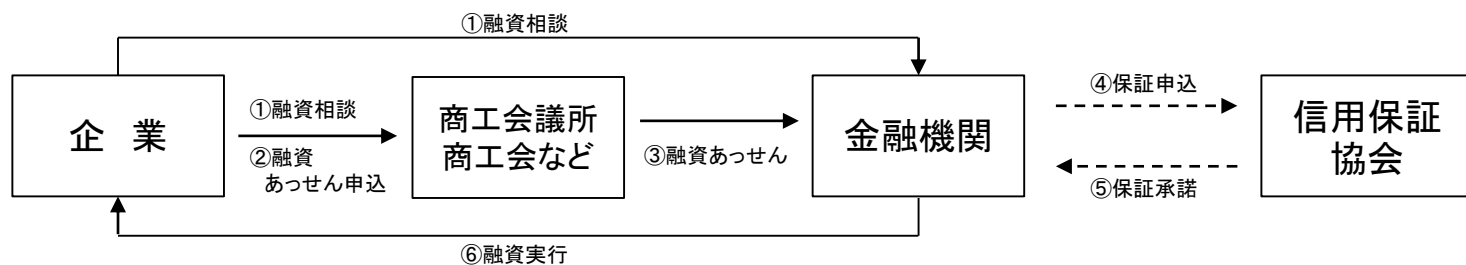 ①融資相談
企　業
①融資相談
②融資
あっせん申込
商工会議所
商工会など
③融資あっせん
金融機関
④保証申込
⑤保証承諾
信用保証
協会
⑥融資実行